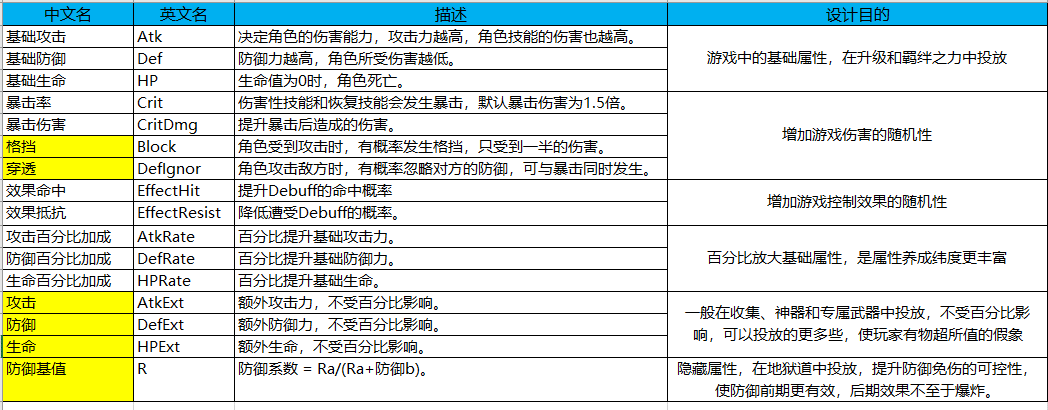 中文名 英文名 描述 设计目的
基础攻击 Atk 决定角色的伤害能力，攻击力越高，角色技能的伤害也越高。
基础防御 Def 防御力越高，角色所受伤害越低。 游戏中的基础属性，在升级和羁绊之力中投放
基础生命 HP 生命值为0时，角色死亡。
暴击率 Crit 伤害性技能和恢复技能会发生暴击，默认暴击伤害为1.5倍。
暴击伤害 CritDmg 提升暴击后造成的伤害。 增加游戏伤害的随机性
格挡 Block 角色受到攻击时，有概率发生格挡，只受到一半的伤害。
穿透 DefIgnor 角色攻击敌方时，有概率忽略对方的防御，可与暴击同时发生。
效果命中 EffectHit 提升Debuff的命中概率 增加游戏控制效果的随机性
效果抵抗 EffectResist 降低遭受Debuff的概率。
攻击百分比加成 AtkRate 百分比提升基础攻击力。
防御百分比加成 DefRate 百分比提升基础防御力。 百分比放大基础属性，是属性养成纬度更丰富
生命百分比加成 HPRate 百分比提升基础生命。
攻击 AtkExt 额外攻击力，不受百分比影响。 一般在收集、神器和专属武器中投放，不受百分比影
防御 DefExt 额外防御力，不受百分比影响。 响，可以投放的更多些，使玩家有物超所值的假象
生命 HPExt 额外生命，不受百分比影响。
防御基值 R 防御系数 = Ra/(Ra+防御b)。 隐藏属性，在地狱道中投放，提升防御免伤的可控性，
使防御前期更有效，后期效果不至于爆炸。